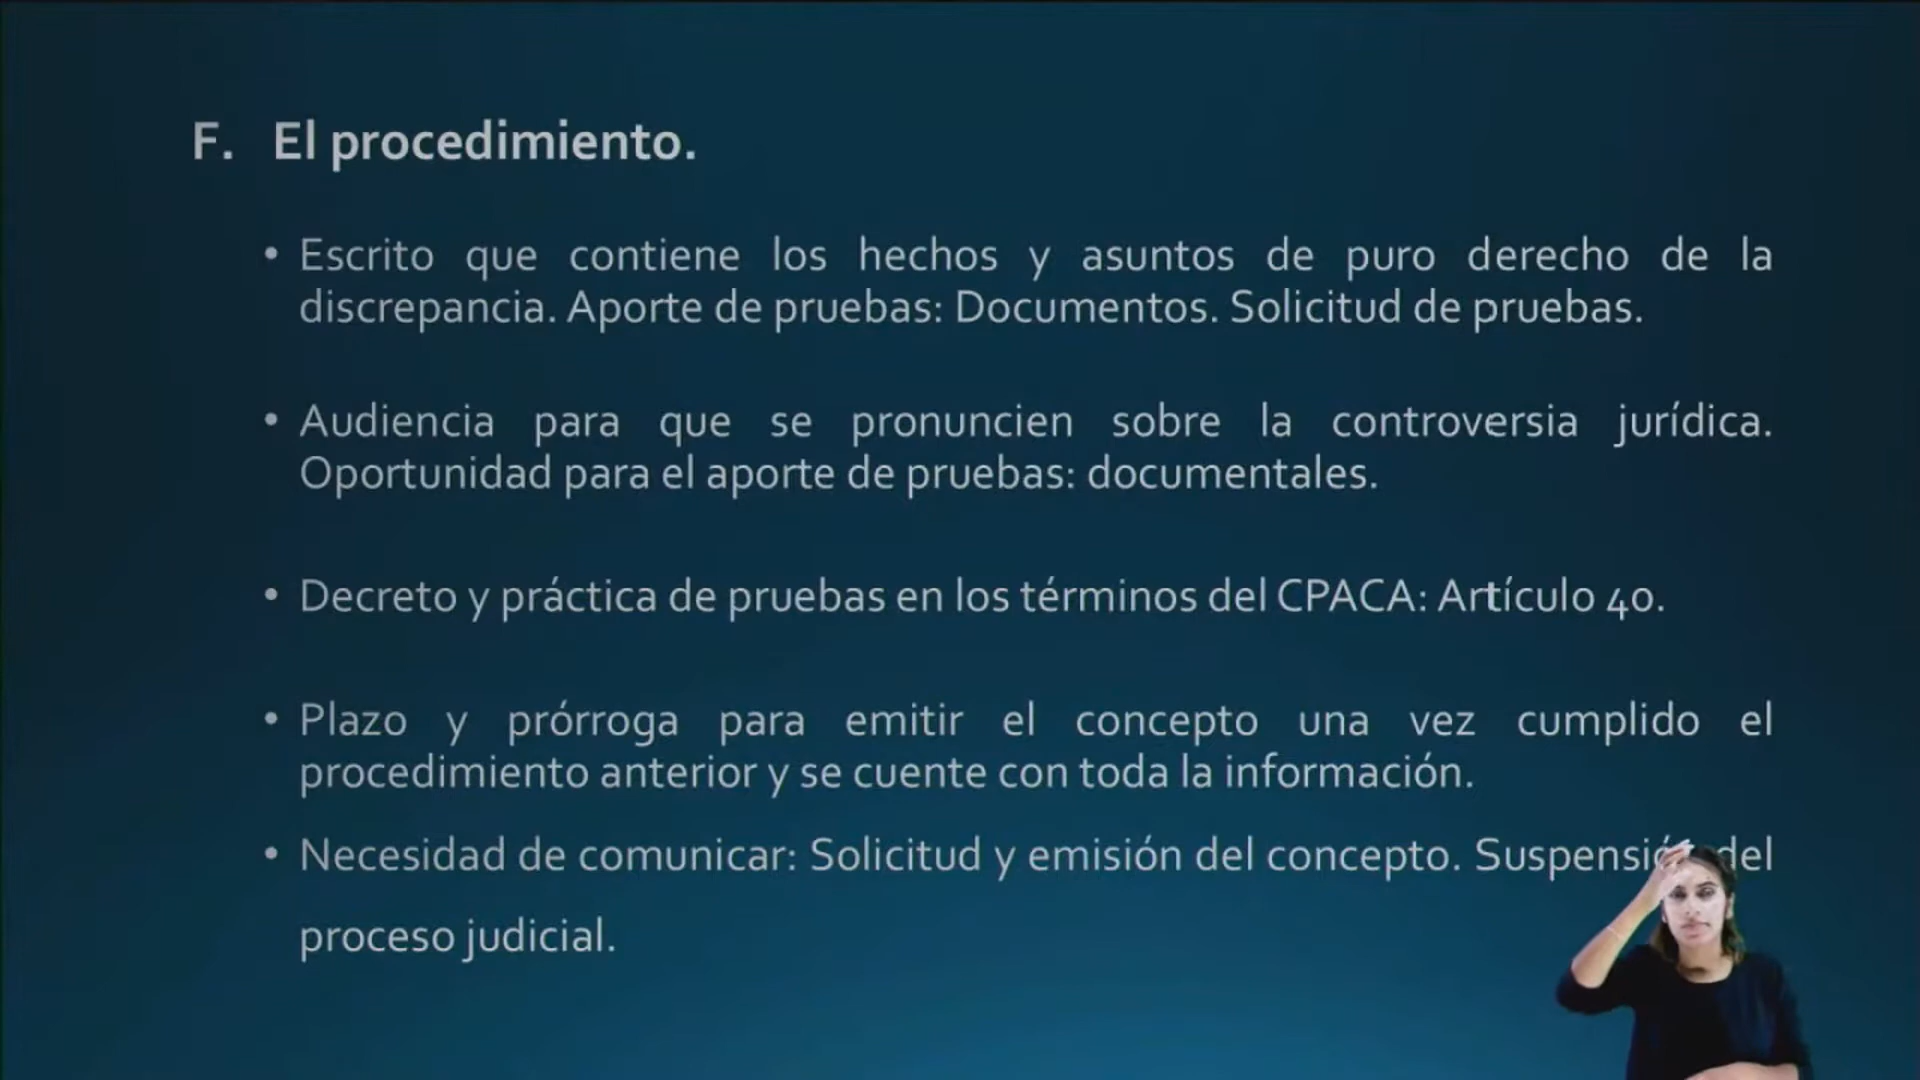 F. El procedimiento.
• Escrito que contiene los hechos y asuntos de puro derecho de la
discrepancia. Aporte de pruebas: Documentos. Solicitud de pruebas.
• Audiencia para que se pronuncien sobre la controversia jurídica.
Oportunidad para el aporte de pruebas: documentales.
• Decreto y práctica de pruebas en los términos del CPACA: Artículo 40.
• Plazo y prórroga para emitir el concepto una vez cumplido el
procedimiento anterior y se cuente con toda la información.
• Necesidad de comunicar: Solicitud y emisión del concepto. Suspensión del
proceso judicial.